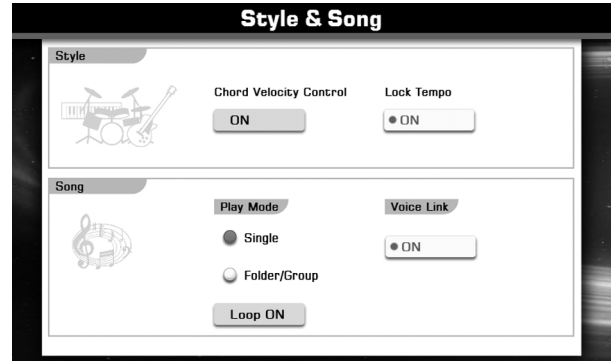 Style & Song
Style
Chord Velocity Control
Lock Tempo
ON
ON
Song
Play Mode
Voice Link
Single
ON
Folder/Group
Loop ON